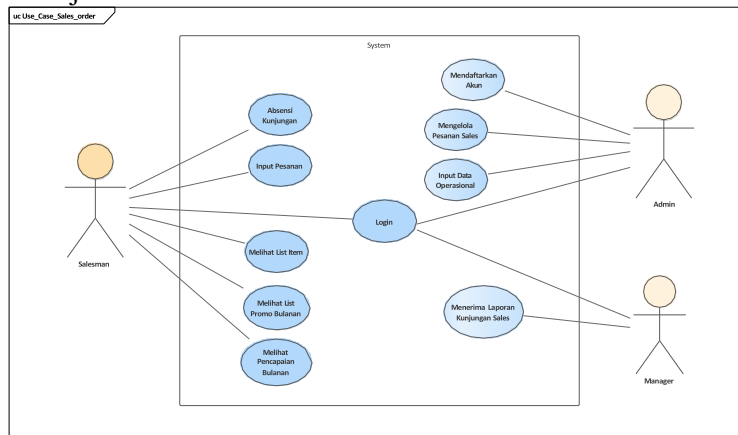 uc Use_Case_Sales_order
System
Absensi
Kunjungan
Input Pesanan
Melihat List Item
Melihat List
Promo Bulanan
Melihat
Pencapaian
Bulanan
Login
Mendaftarkan
Akun
Mengelola
Pesanan Sales
Input Data
Operasional
Menerima Laporan
Kunjungan Sales
Salesman
Admin
Manager